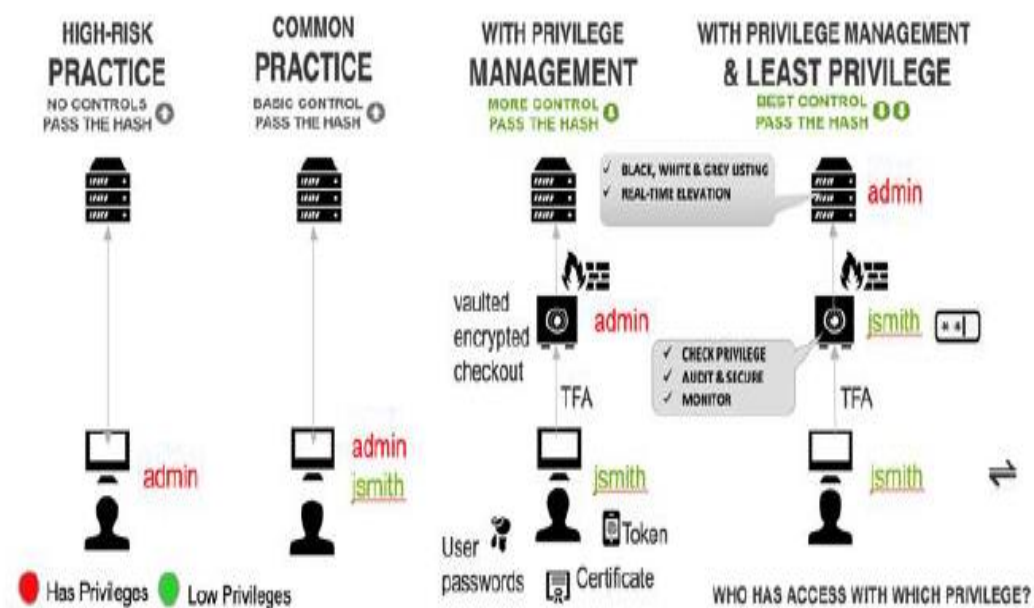 HIGH-RISK
PRACTICE
NO CONTROLS
PASS THE HASH
admin
COMMON
PRACTICE
BASIC CONTROL
PASS THE HASH
admin
jsmith
WITH PRIVILEGE
MANAGEMENT
MORE CONTROL
PASS THE HASH
vaulted
encrypted
checkout
admin
TFA
jsmith
User
passwords
Token
Certificate
WITH PRIVILEGE MANAGEMENT
& LEAST PRIVILEGE
BEST CONTROL
PASS THE HASH
✓ BLACK, WHITE & GREY LISTING
✓ REAL-TIME ELEVATION
admin
jsmith
**
✓ CHECK PRIVILEGE
✓ AUDIT & SECURE
✓ MONITOR
TFA
jsmith
Has Privileges
Low Privileges
WHO HAS ACCESS WITH WHICH PRIVILEGE?